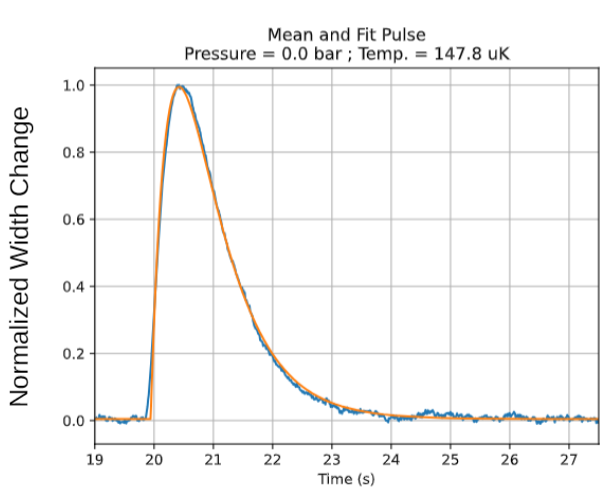 Mean and Fit Pulse
Pressure = 0.0 bar ; Temp. = 147.8 uK
Normalized Width Change
1.0
0.8
0.6
0.4
0.2
0.0
19 20 21 22 23 24 25 26 27
Time (s)